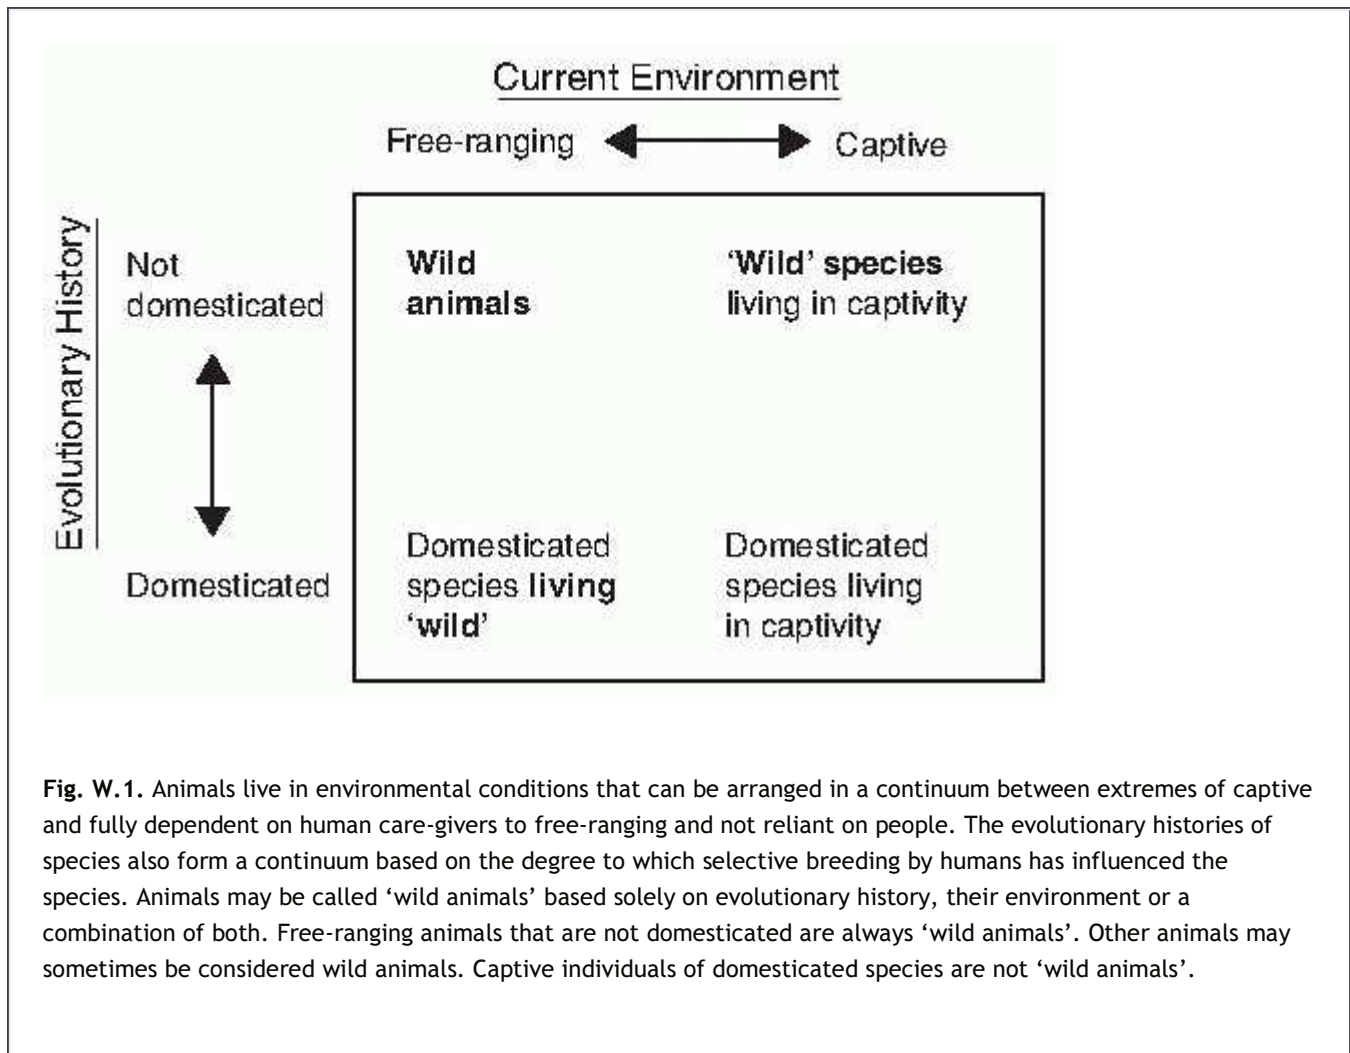 Current Environment
Free-ranging
Captive
Evolutionary History
Not
domesticated
Domesticated
Wild
animals
‘Wild’ species
living in captivity
Domesticated
species living
‘wild’
Domesticated
species living
in captivity
Fig. W.1. Animals live in environmental conditions that can be arranged in a continuum between extremes of captive
and fully dependent on human care-givers to free-ranging and not reliant on people. The evolutionary histories of
species also form a continuum based on the degree to which selective breeding by humans has influenced the
species. Animals may be called ‘wild animals’ based solely on evolutionary history, their environment or a
combination of both. Free-ranging animals that are not domesticated are always ‘wild animals’. Other animals may
sometimes be considered wild animals. Captive individuals of domesticated species are not ‘wild animals’.